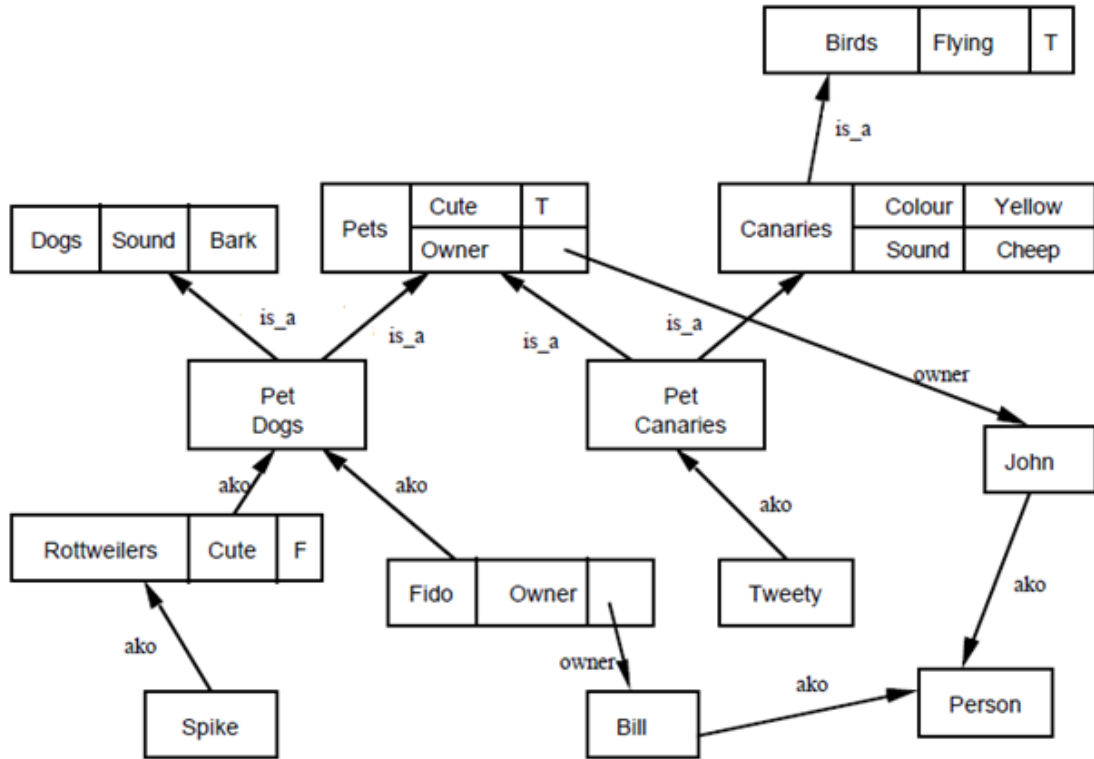 Birds Flying T
is_a
Pets Cute T
Owner
Canaries Colour Yellow
Sound Cheep
Dogs Sound Bark
is_a
is_a
is_a
is_a
owner
Pet
Dogs
Pet
Canaries
John
ako
ako
ako
Rottweilers Cute F
Fido Owner
Tweety
ako
ako
owner
ako
Spike
Bill
Person